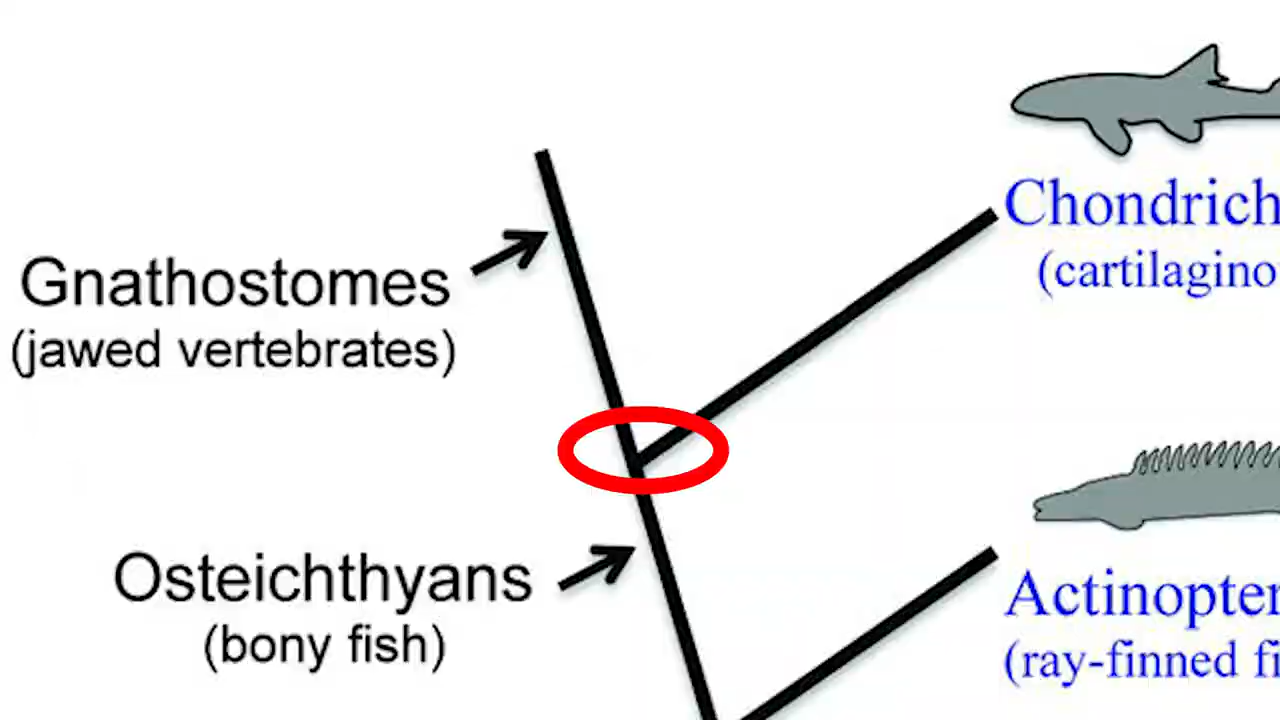 Chondrich
(cartilagino
Gnathostomes
(jawed vertebrates)
Osteichthyans
(bony fish)
Actinopter
(ray-finned fi